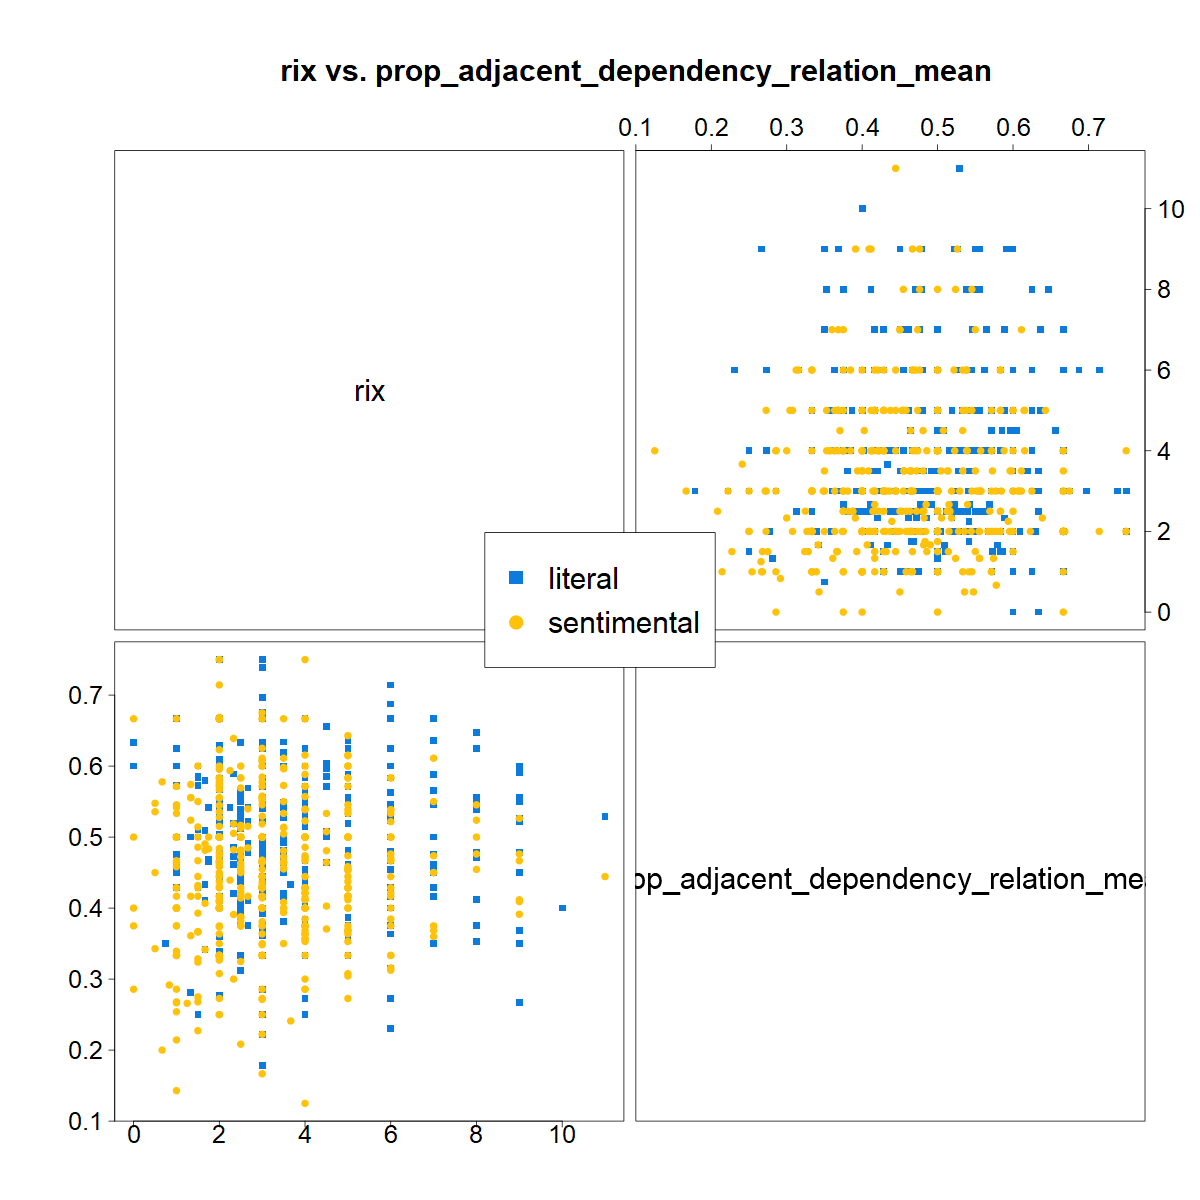 rix vs. prop_adjacent_dependency_relation_mean
0.1 0.2 0.3 0.4 0.5 0.6 0.7
10
8
6
4
2
0
rix
literal
sentimental
0.7
0.6
0.5
0.4
0.3
0.2
0.1
op_adjacent_dependency_relation_me
0 2 4 6 8 10